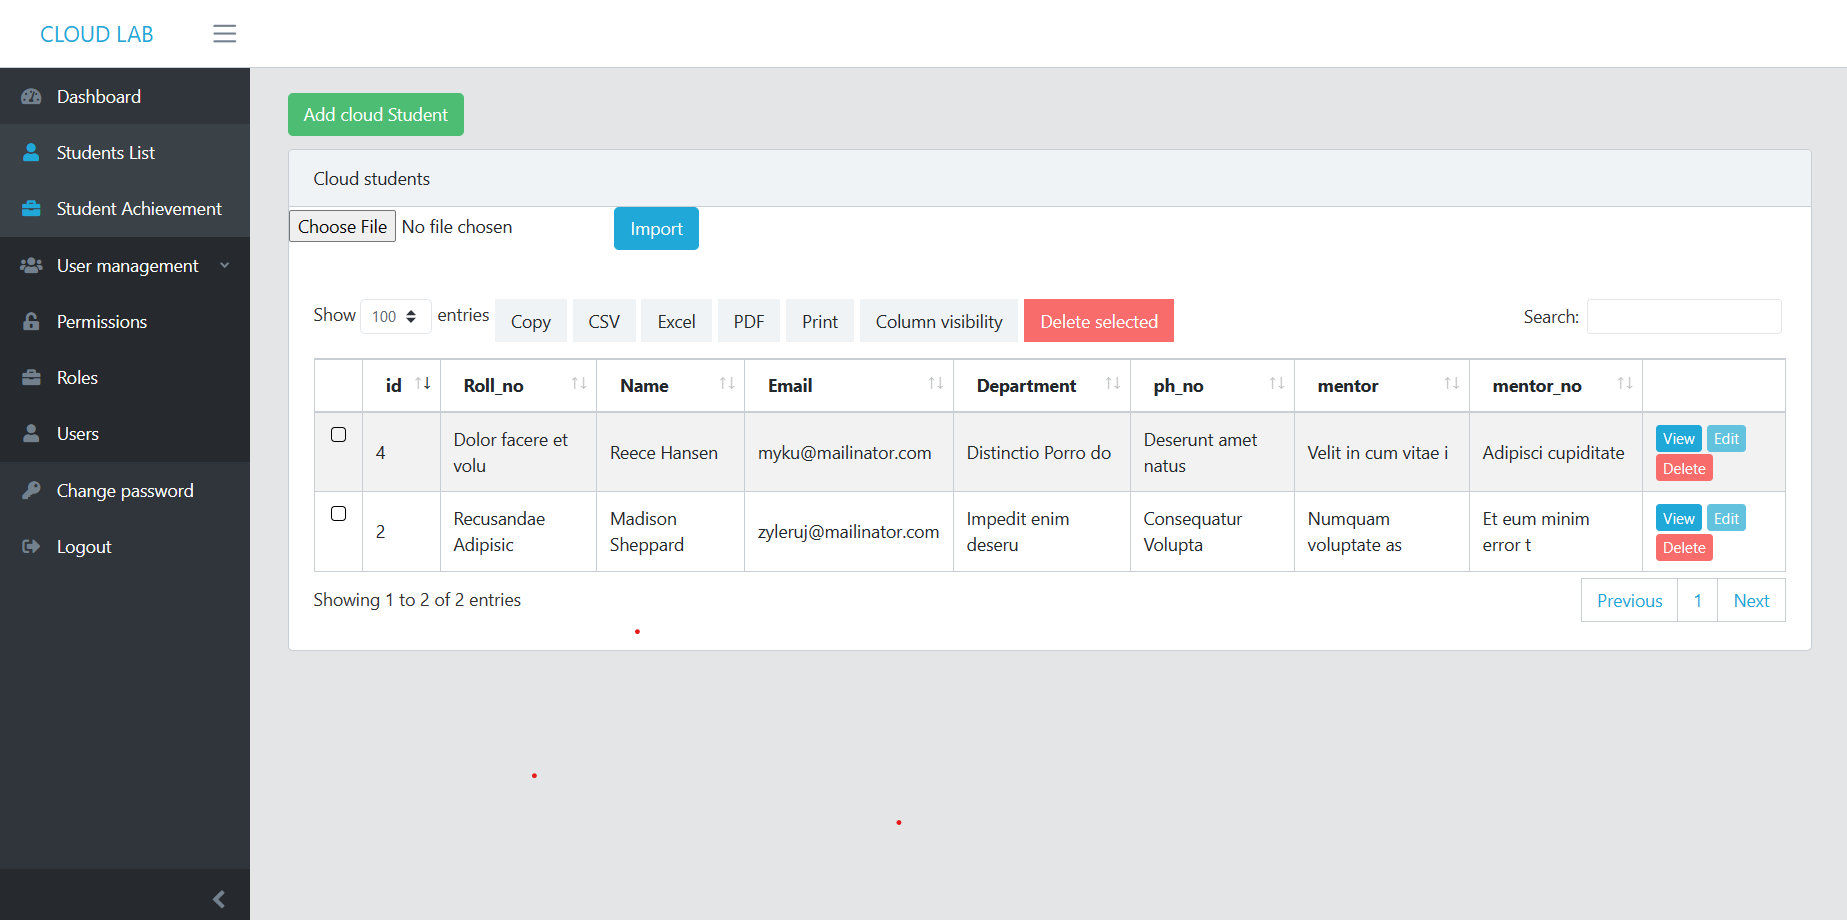 CLOUD LAB
Dashboard
Students List
Student Achievement
User management
Permissions
Roles
Users
Change password
Logout
Add cloud Student
Cloud students
Choose File No file chosen Import
Show 100 entries Copy CSV Excel PDF Print Column visibility Delete selected Search:
id Roll_no Name Email Department ph_no mentor mentor_no
4 Dolor facere et volu Reece Hansen myku@mailinator.com Distinctio Porro do Deserunt amet natus Velit in cum vitae i Adipisci cupiditate View Edit Delete
2 Recusandae Adipisic Madison Sheppard zyleruj@mailinator.com Impedit enim deseru Consequatur Volupta Numquam voluptate as Et eum minim error t View Edit Delete
Showing 1 to 2 of 2 entries Previous 1 Next